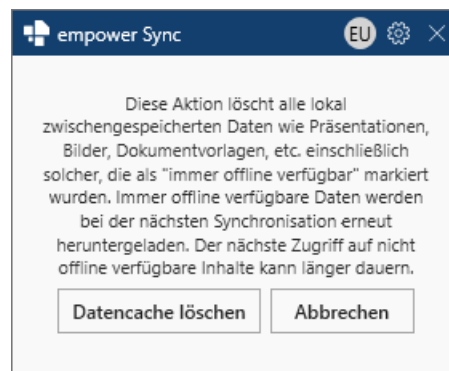 empower Sync EU
Diese Aktion löscht alle lokal
zwischengespeicherten Daten wie Präsentationen,
Bilder, Dokumentvorlagen, etc. einschließlich
solcher, die als "immer offline verfügbar" markiert
wurden. Immer offline verfügbare Daten werden
bei der nächsten Synchronisation erneut
heruntergeladen. Der nächste Zugriff auf nicht
offline verfügbare Inhalte kann länger dauern.
Datencache löschen Abbrechen